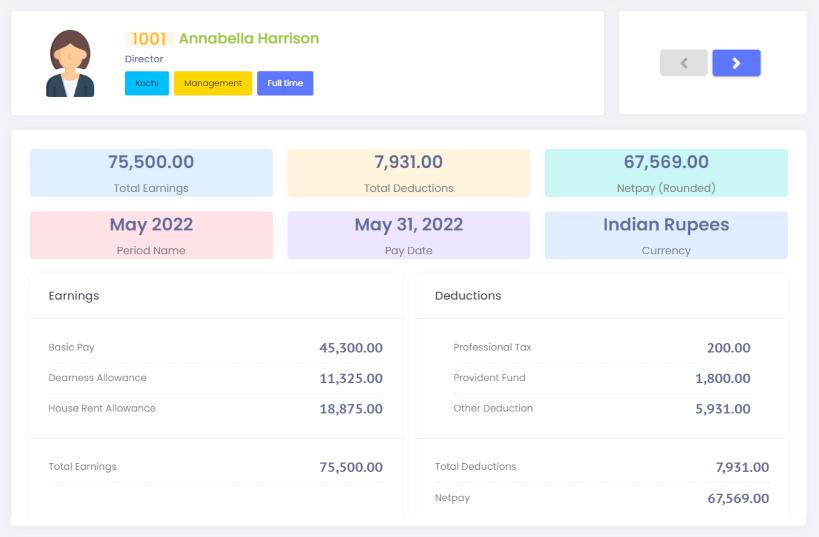 1001 Annabella Harrison
Director
Kochi Management Full time
75,500.00 7,931.00 67,569.00
Total Earnings Total Deductions Netpay (Rounded)
May 2022 May 31, 2022 Indian Rupees
Period Name Pay Date Currency
Earnings
Basic Pay 45,300.00
Dearness Allowance 11,325.00
House Rent Allowance 18,875.00
Total Earnings 75,500.00
Deductions
Professional Tax 200.00
Provident Fund 1,800.00
Other Deduction 5,931.00
Total Deductions 7,931.00
Netpay 67,569.00